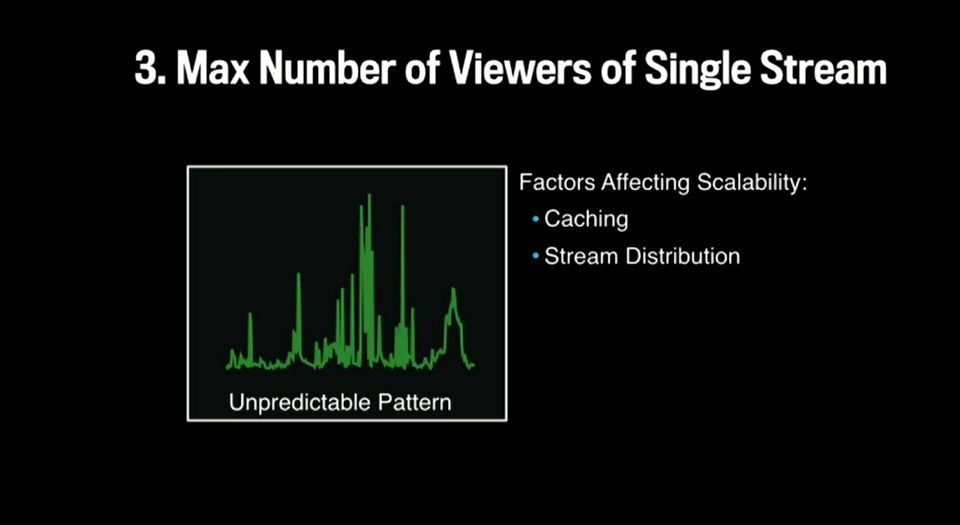 3. Max Number of Viewers of Single Stream
Factors Affecting Scalability:
• Caching
• Stream Distribution
Unpredictable Pattern